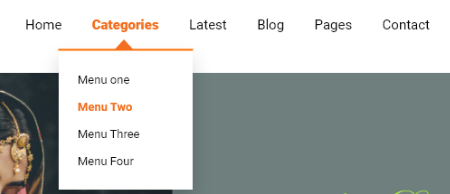 Home Categories Latest Blog Pages Contact
Menu one
Menu Two
Menu Three
Menu Four